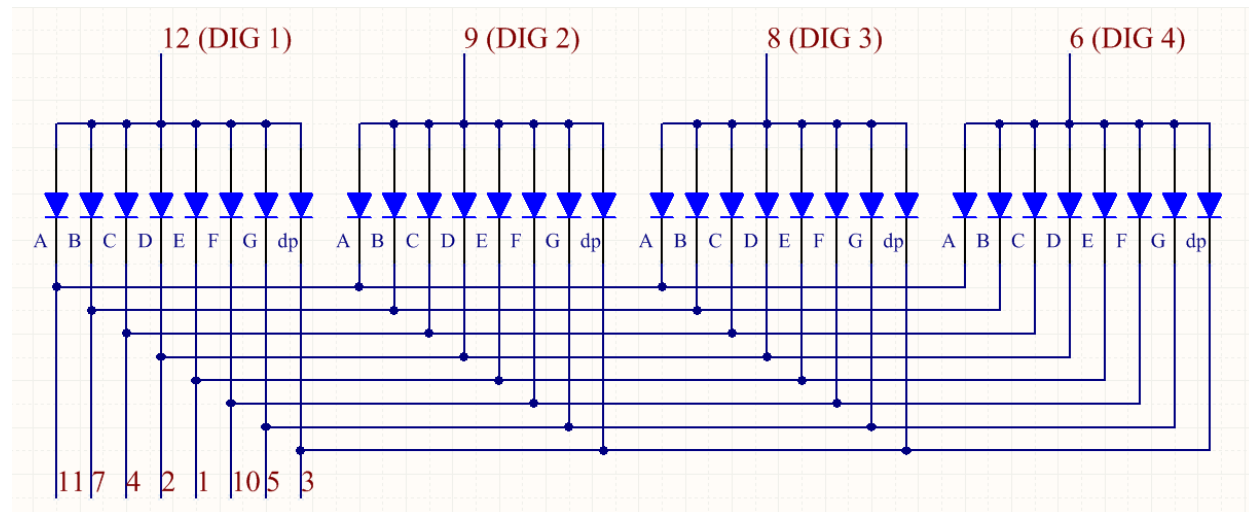 12 (DIG 1) 9 (DIG 2) 8 (DIG 3) 6 (DIG 4)
A B C D E F G dp A B C D E F G dp A B C D E F G dp A B C D E F G dp
11 7 4 2 1 10 5 3